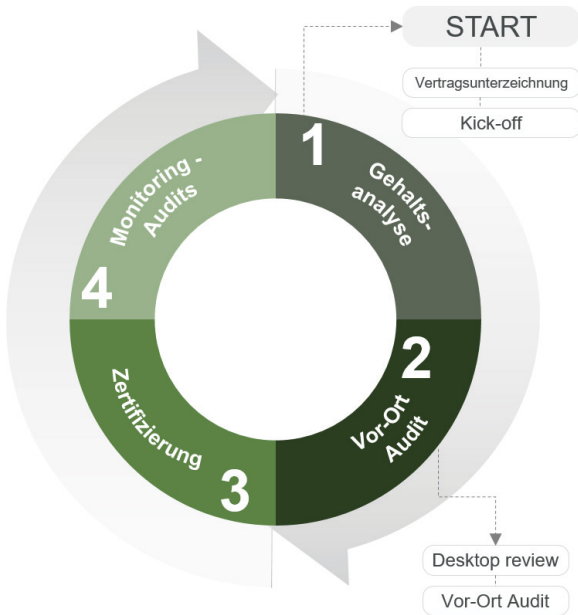 START
Vertragsunterzeichnung
Kick-off
1
Gehalts-
analyse
2
Vor-Ort
Audit
Desktop review
Vor-Ort Audit
3
Zertifizierung
4
Monitoring -
Audits